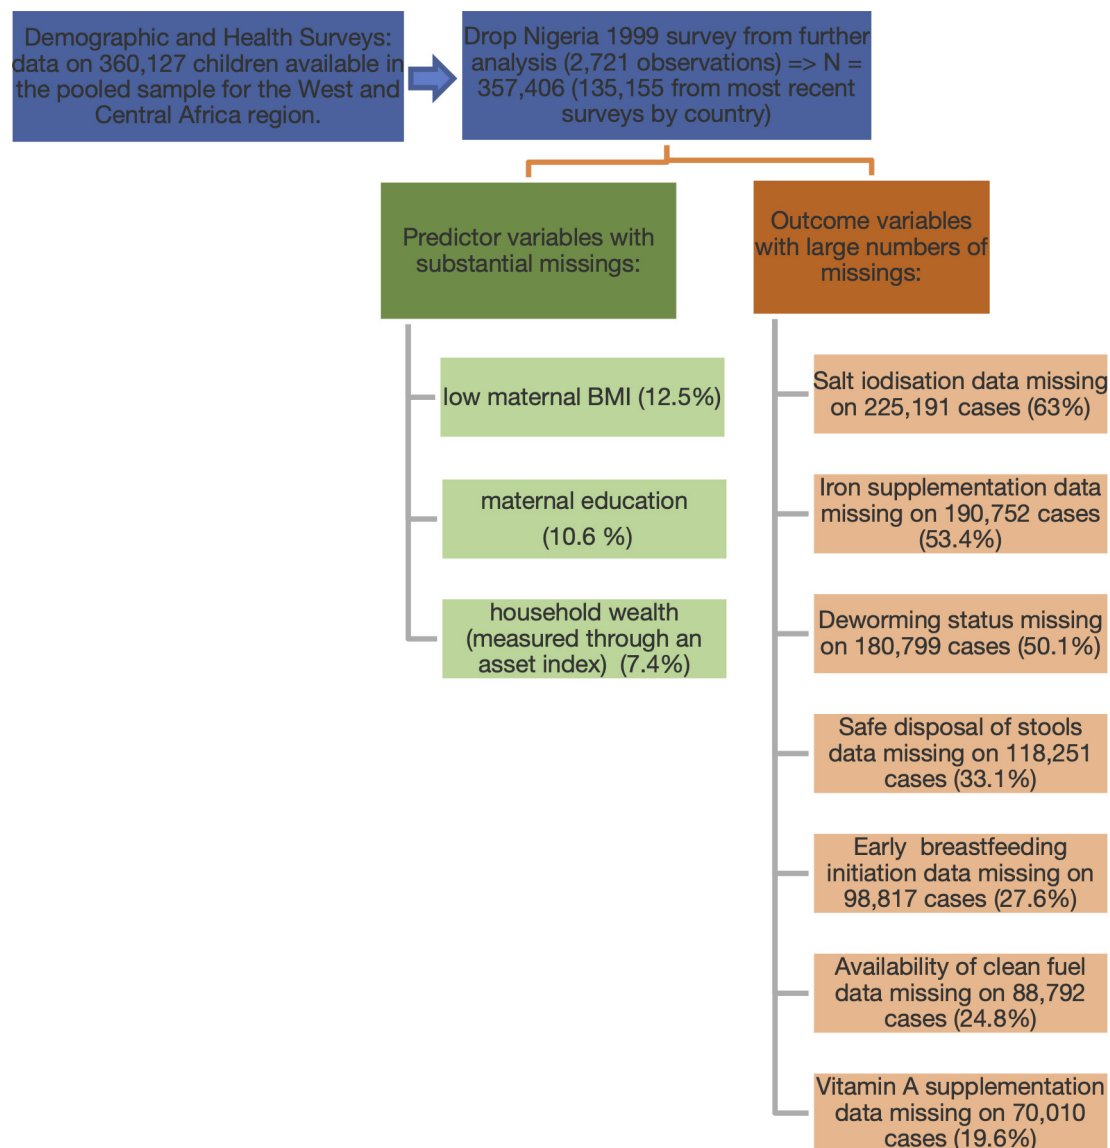 Demographic and Health Surveys:
data on 360,127 children available in
the pooled sample for the West and
Central Africa region.
Drop Nigeria 1999 survey from further
analysis (2,721 observations) => N =
357,406 (135,155 from most recent
surveys by country)
Predictor variables with
substantial missings:
low maternal BMI (12.5%)
maternal education
(10.6 %)
household wealth
(measured through an
asset index) (7.4%)
Outcome variables
with large numbers of
missings:
Salt iodisation data missing
on 225,191 cases (63%)
Iron supplementation data
missing on 190,752 cases
(53.4%)
Deworming status missing
on 180,799 cases (50.1%)
Safe disposal of stools
data missing on 118,251
cases (33.1%)
Early breastfeeding
initiation data missing on
98,817 cases (27.6%)
Availability of clean fuel
data missing on 88,792
cases (24.8%)
Vitamin A supplementation
data missing on 70,010
cases (19.6%)